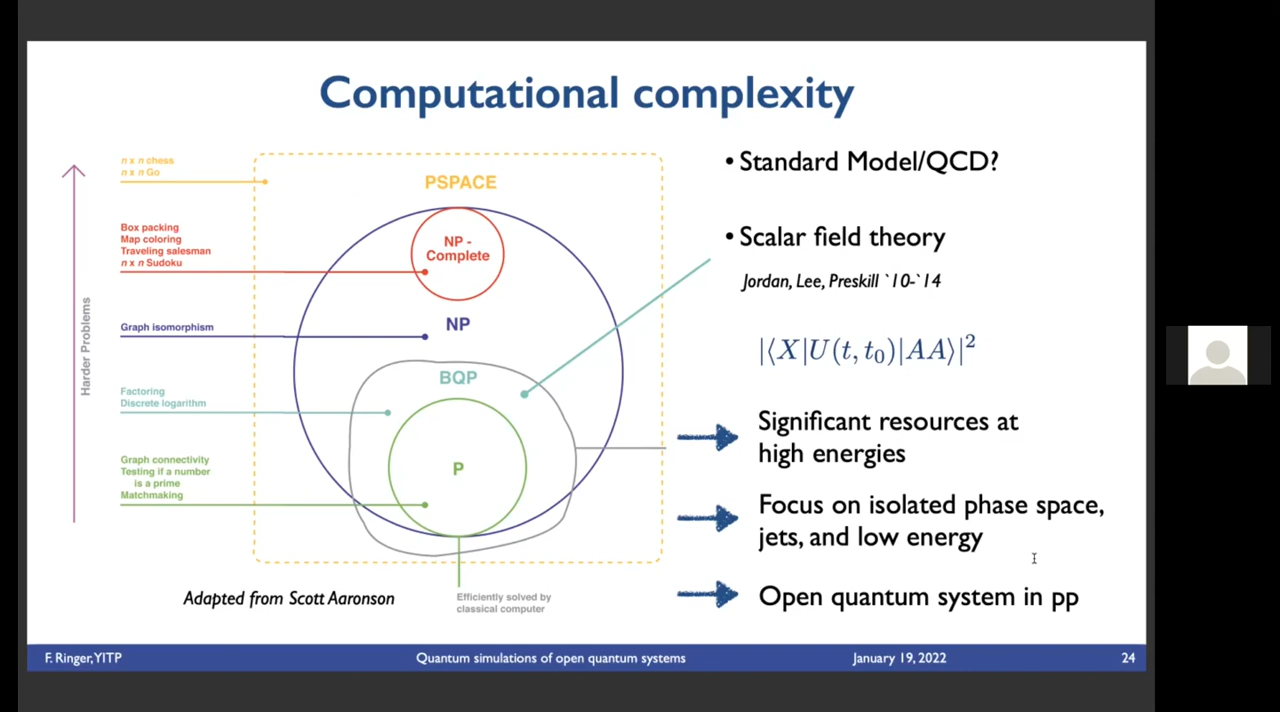 Computational complexity
n x n chess
n x n Go
Box packing
Map coloring
Traveling salesman
n x n Sudoku
Graph isomorphism
Factoring
Discrete logarithm
Graph connectivity
Testing if a number
is a prime
Matchmaking
Harder Problems
PSPACE
NP -
Complete
NP
BQP
P
Efficiently solved by
classical computer
Adapted from Scott Aaronson
• Standard Model/QCD?
• Scalar field theory
Jordan, Lee, Preskill `10-`14
|⟨X|U(t, t₀)|AA⟩|²
Significant resources at
high energies
Focus on isolated phase space,
jets, and low energy
Open quantum system in pp
F. Ringer, YITP
Quantum simulations of open quantum systems
January 19, 2022
24